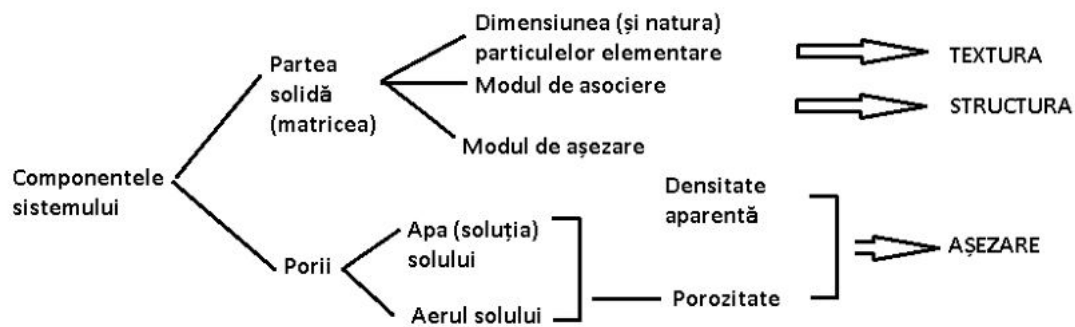 Dimensiunea (și natura)
particulelor elementare
TEXTURA
Partea
solidă
(matricea)
Modul de asociere
STRUCTURA
Modul de așezare
Componentele
sistemului
Densitate
aparentă
Apa (soluția)
solului
AȘEZARE
Porii
Aerul solului
Porozitate